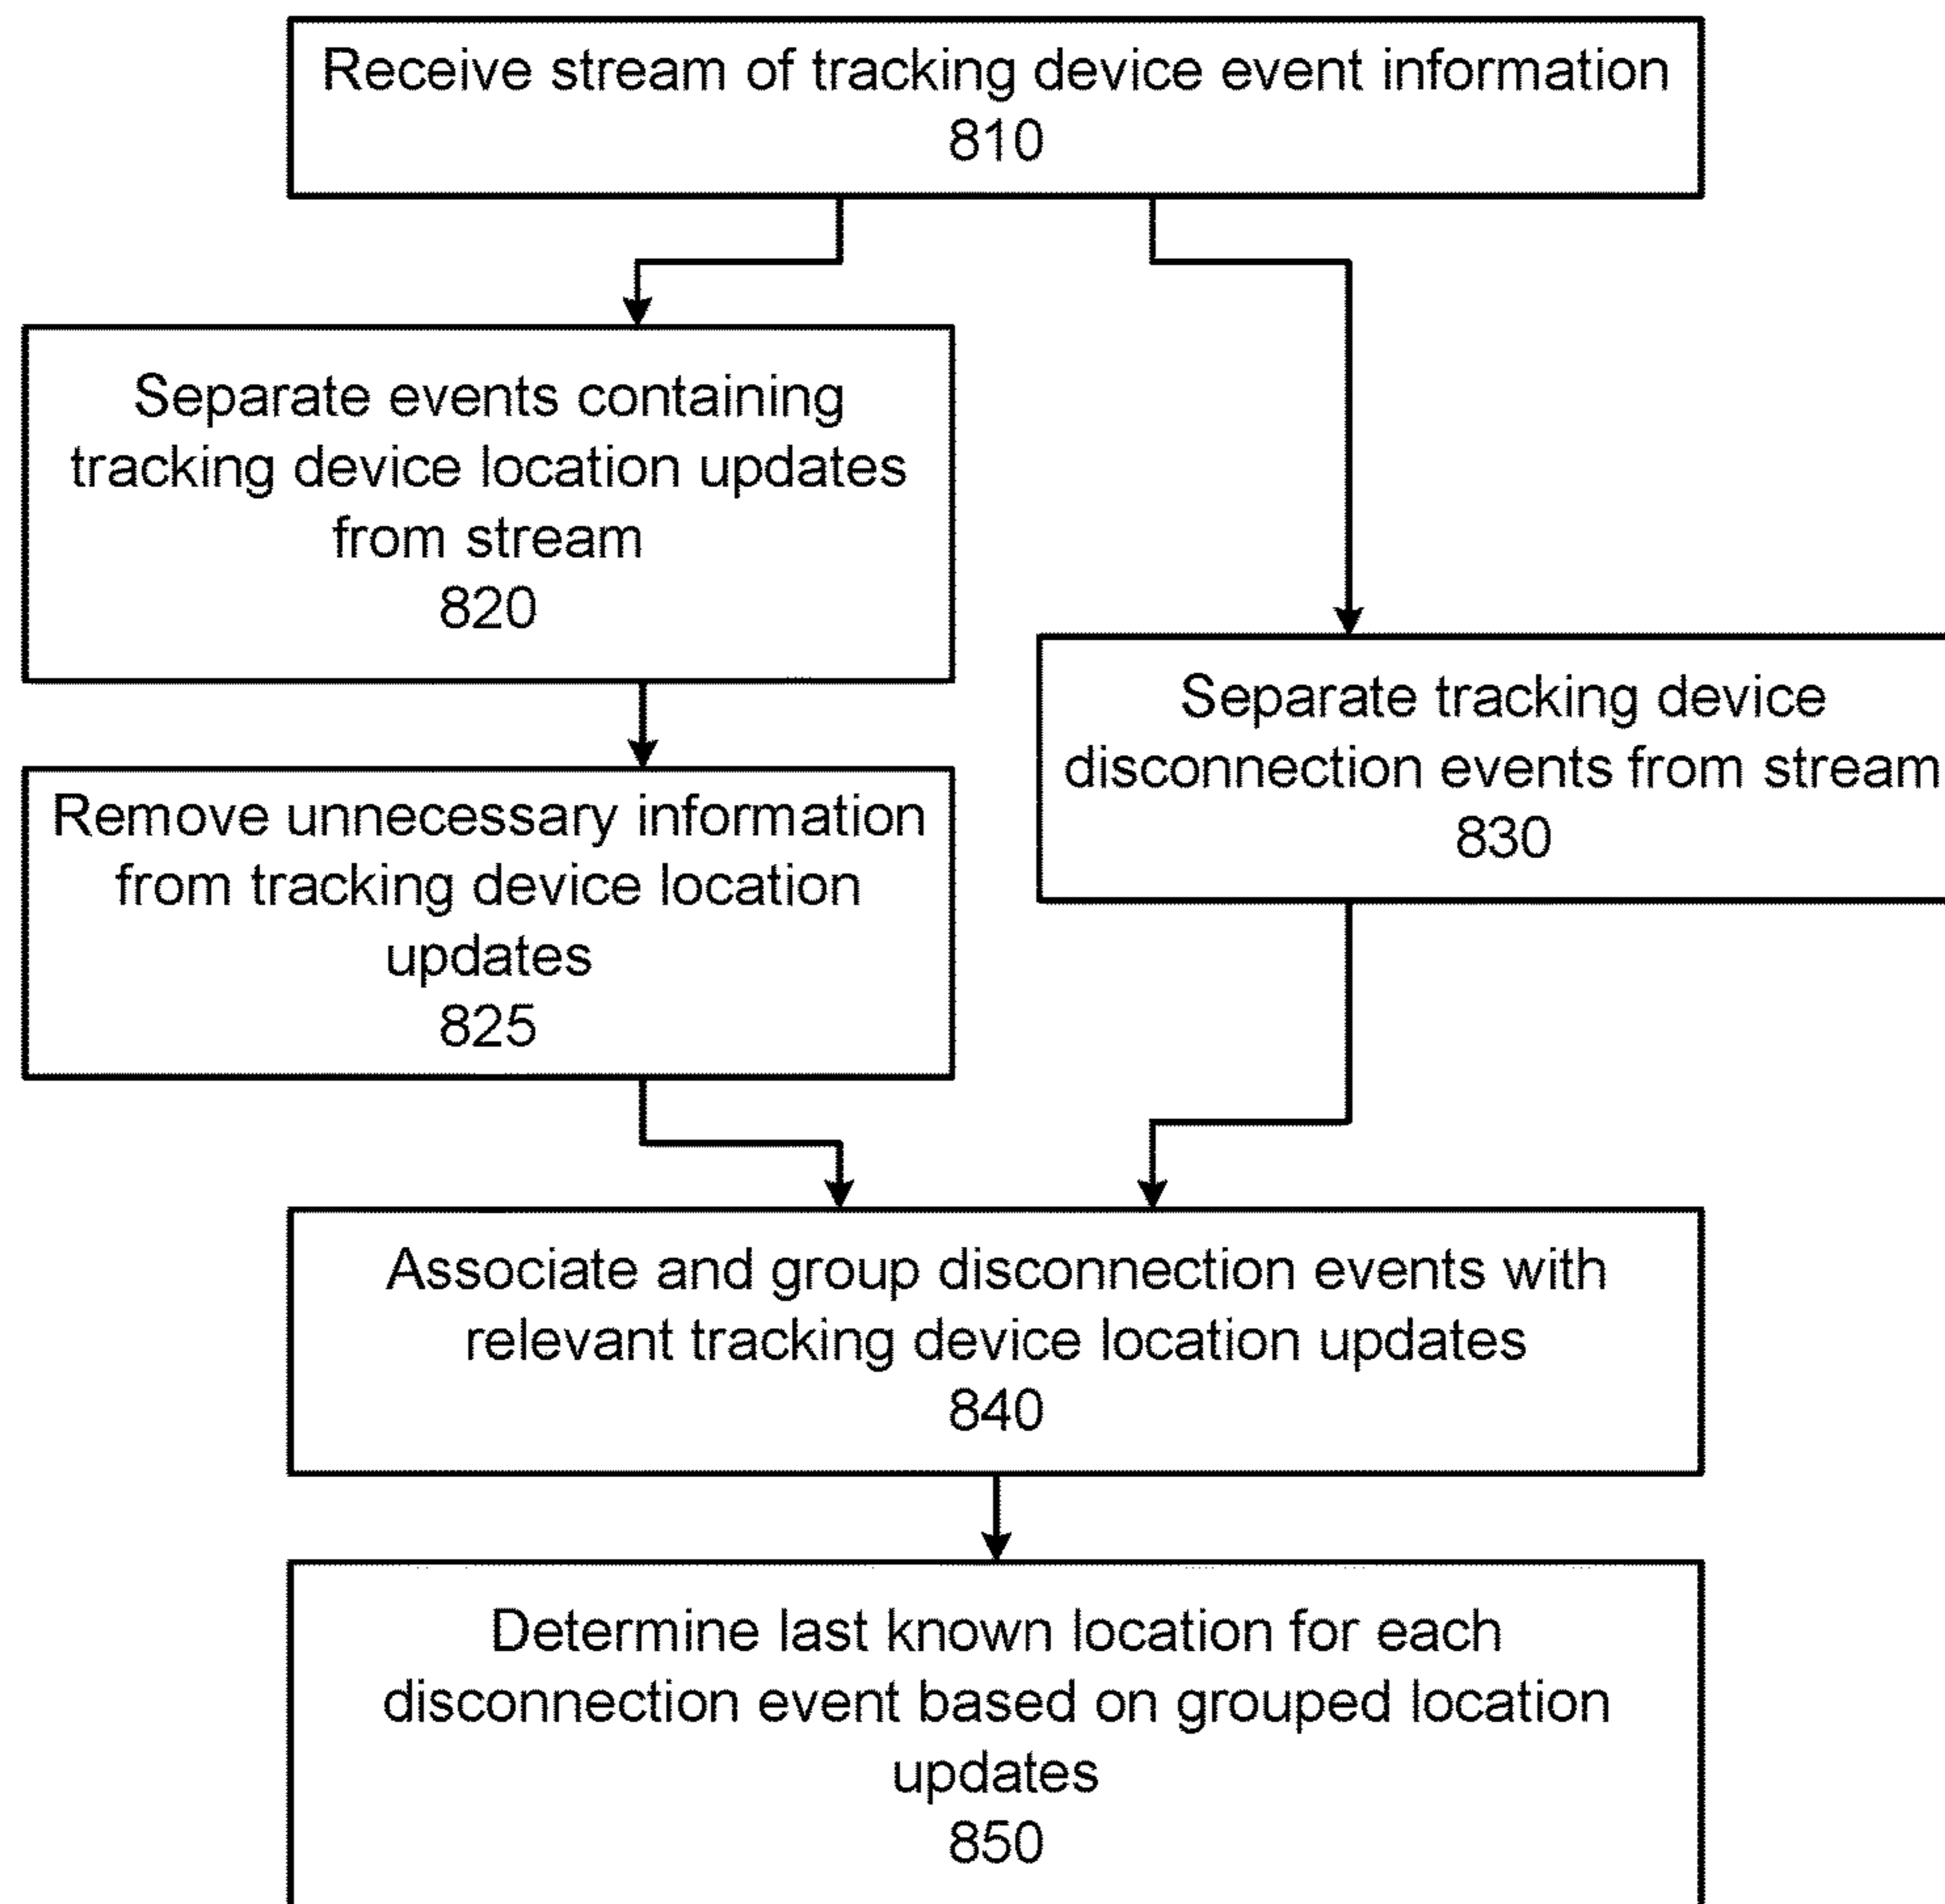 Receive stream of tracking device event information
810
Separate events containing
tracking device location updates
from stream
820
Separate tracking device
disconnection events from stream
830
Remove unnecessary information
from tracking device location
updates
825
Associate and group disconnection events with
relevant tracking device location updates
840
Determine last known location for each
disconnection event based on grouped location
updates
850